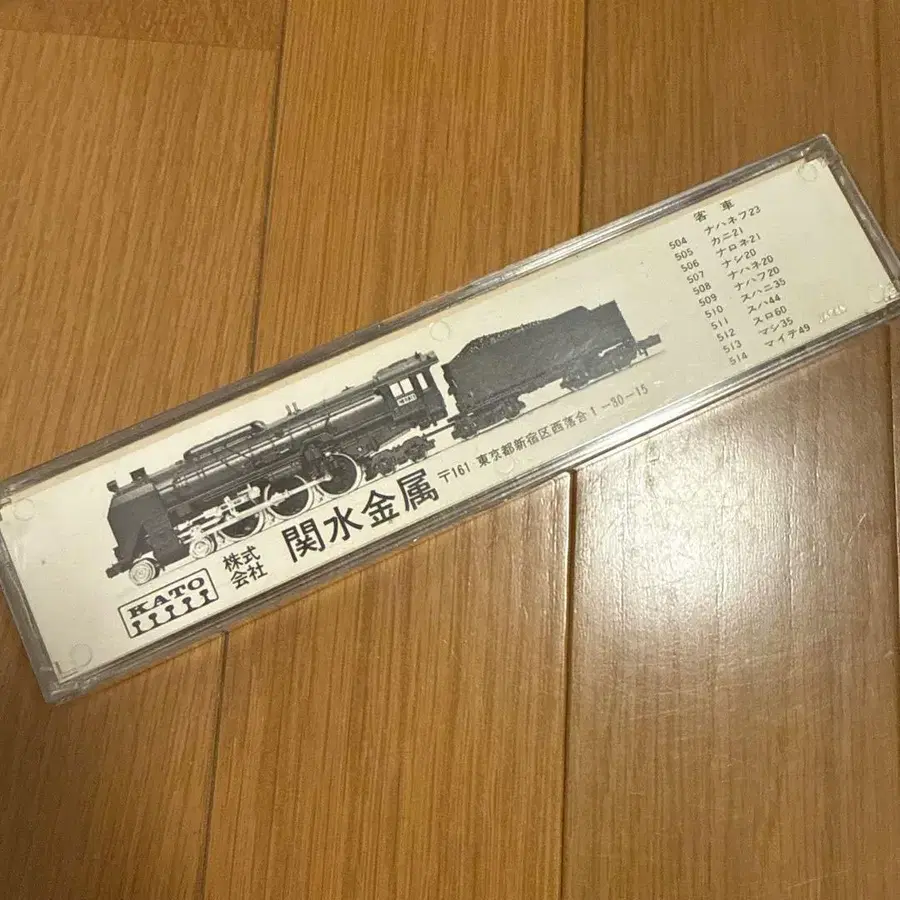 客車
504 ナハネフ23
505 カニ21
506 ナロネ21
507 ナシ20
508 ナハネ20
509 ナハフ20
510 スハニ35
511 スハ44
512 スロ60
513 マシ35
514 マイテ49
KATO
株式会社
関水金属
〒161 東京都新宿区西落合1-30-15